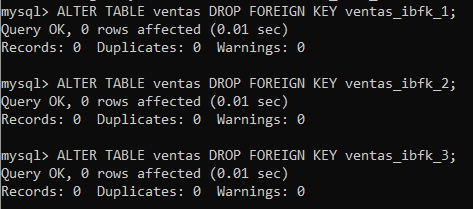 mysql> ALTER TABLE ventas DROP FOREIGN KEY ventas_ibfk_1;
Query OK, 0 rows affected (0.01 sec)
Records: 0  Duplicates: 0  Warnings: 0

mysql> ALTER TABLE ventas DROP FOREIGN KEY ventas_ibfk_2;
Query OK, 0 rows affected (0.01 sec)
Records: 0  Duplicates: 0  Warnings: 0

mysql> ALTER TABLE ventas DROP FOREIGN KEY ventas_ibfk_3;
Query OK, 0 rows affected (0.01 sec)
Records: 0  Duplicates: 0  Warnings: 0